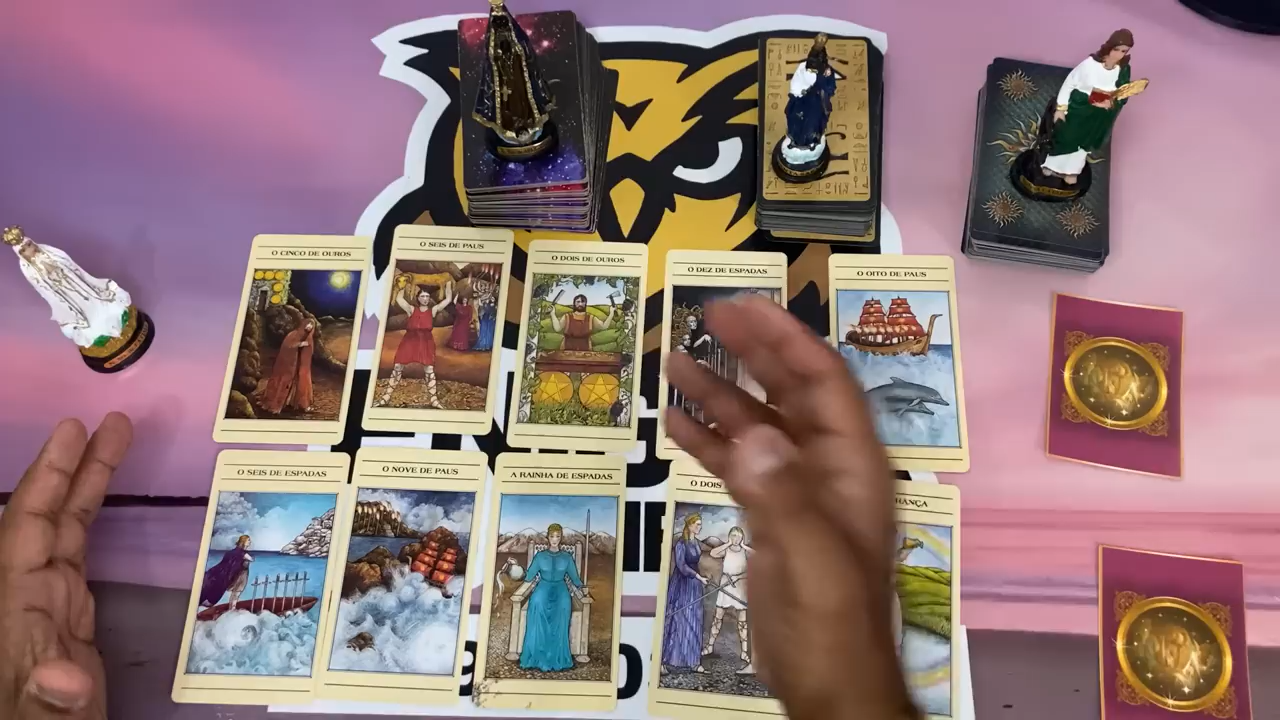 O CINCO DE OUROS
O SEIS DE PAUS
O DOIS DE OUROS
O DEZ DE ESPADAS
O OITO DE PAUS
O SEIS DE ESPADAS
O NOVE DE PAUS
A RAINHA DE ESPADAS
O DOIS